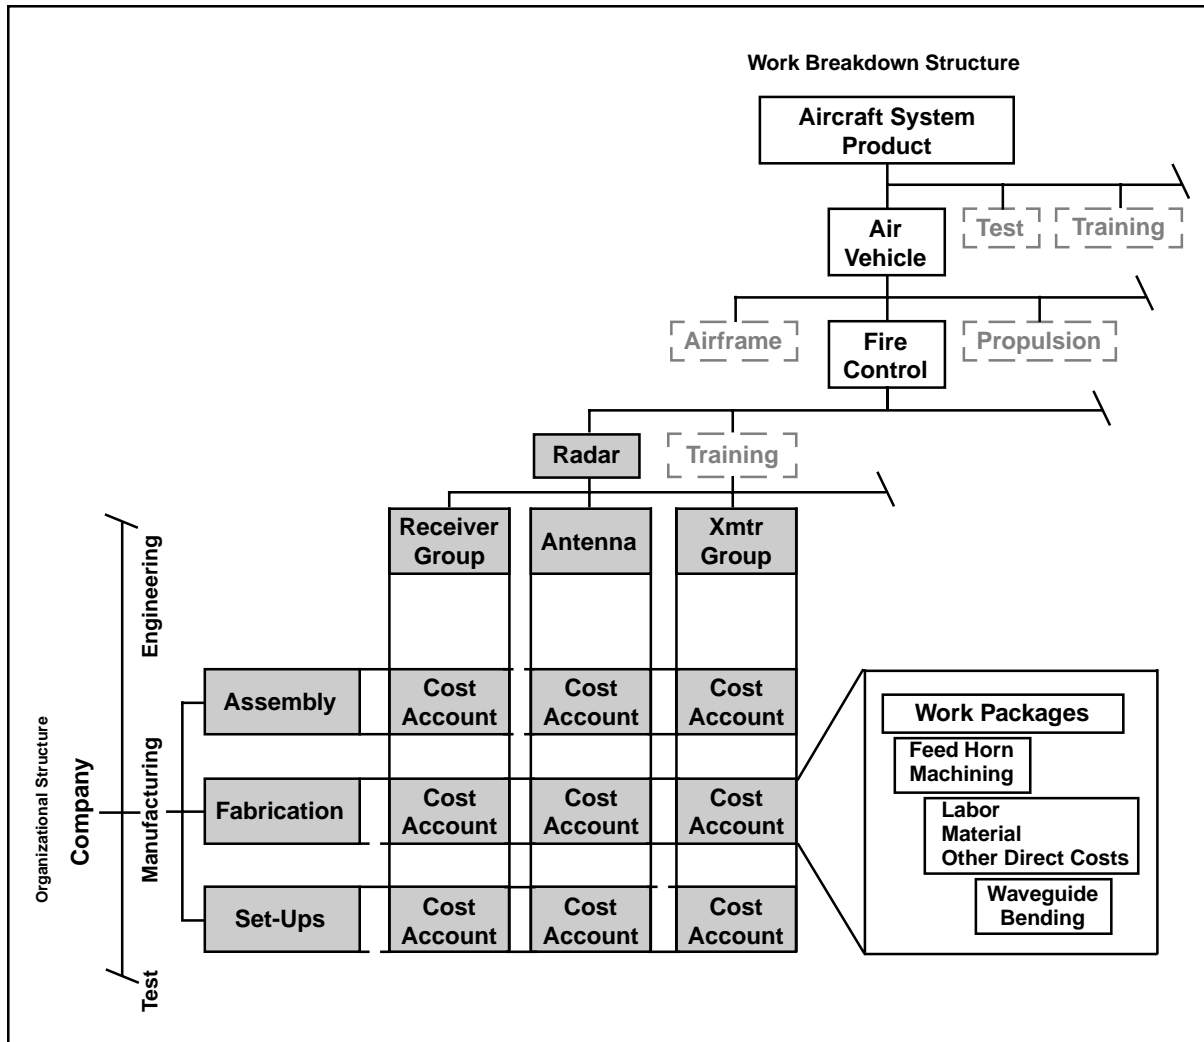 Work Breakdown Structure
Aircraft System
Product
Air
Vehicle
Test
Training
Airframe
Fire
Control
Propulsion
Radar
Training
Receiver
Group
Antenna
Xmtr
Group
Organizational Structure
Company
Engineering
Manufacturing
Test
Assembly
Cost
Account
Cost
Account
Cost
Account
Fabrication
Cost
Account
Cost
Account
Cost
Account
Set-Ups
Cost
Account
Cost
Account
Cost
Account
Work Packages
Feed Horn
Machining
Labor
Material
Other Direct Costs
Waveguide
Bending